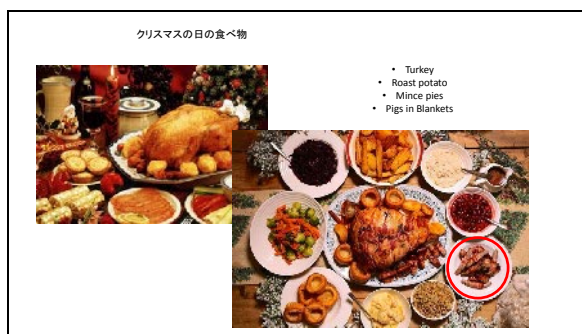 クリスマスの日の食べ物
• Turkey
• Roast potato
• Mince pies
• Pigs in Blankets